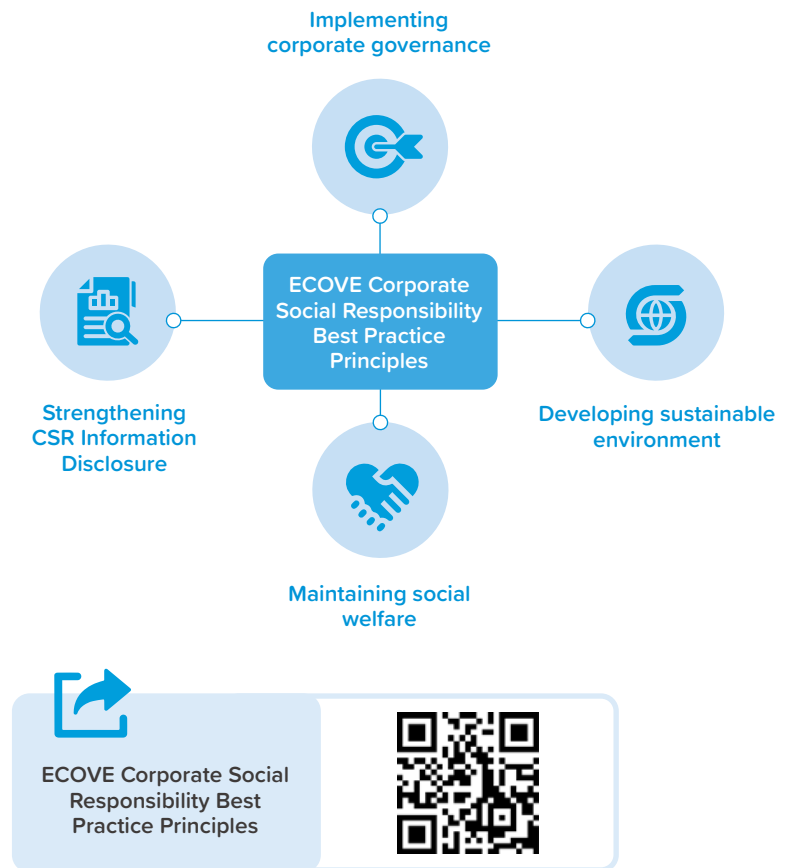 Implementing
corporate governance
ECOVE Corporate
Social Responsibility
Best Practice
Principles
Strengthening
CSR Information
Disclosure
Developing sustainable
environment
Maintaining social
welfare
ECOVE Corporate Social
Responsibility Best
Practice Principles